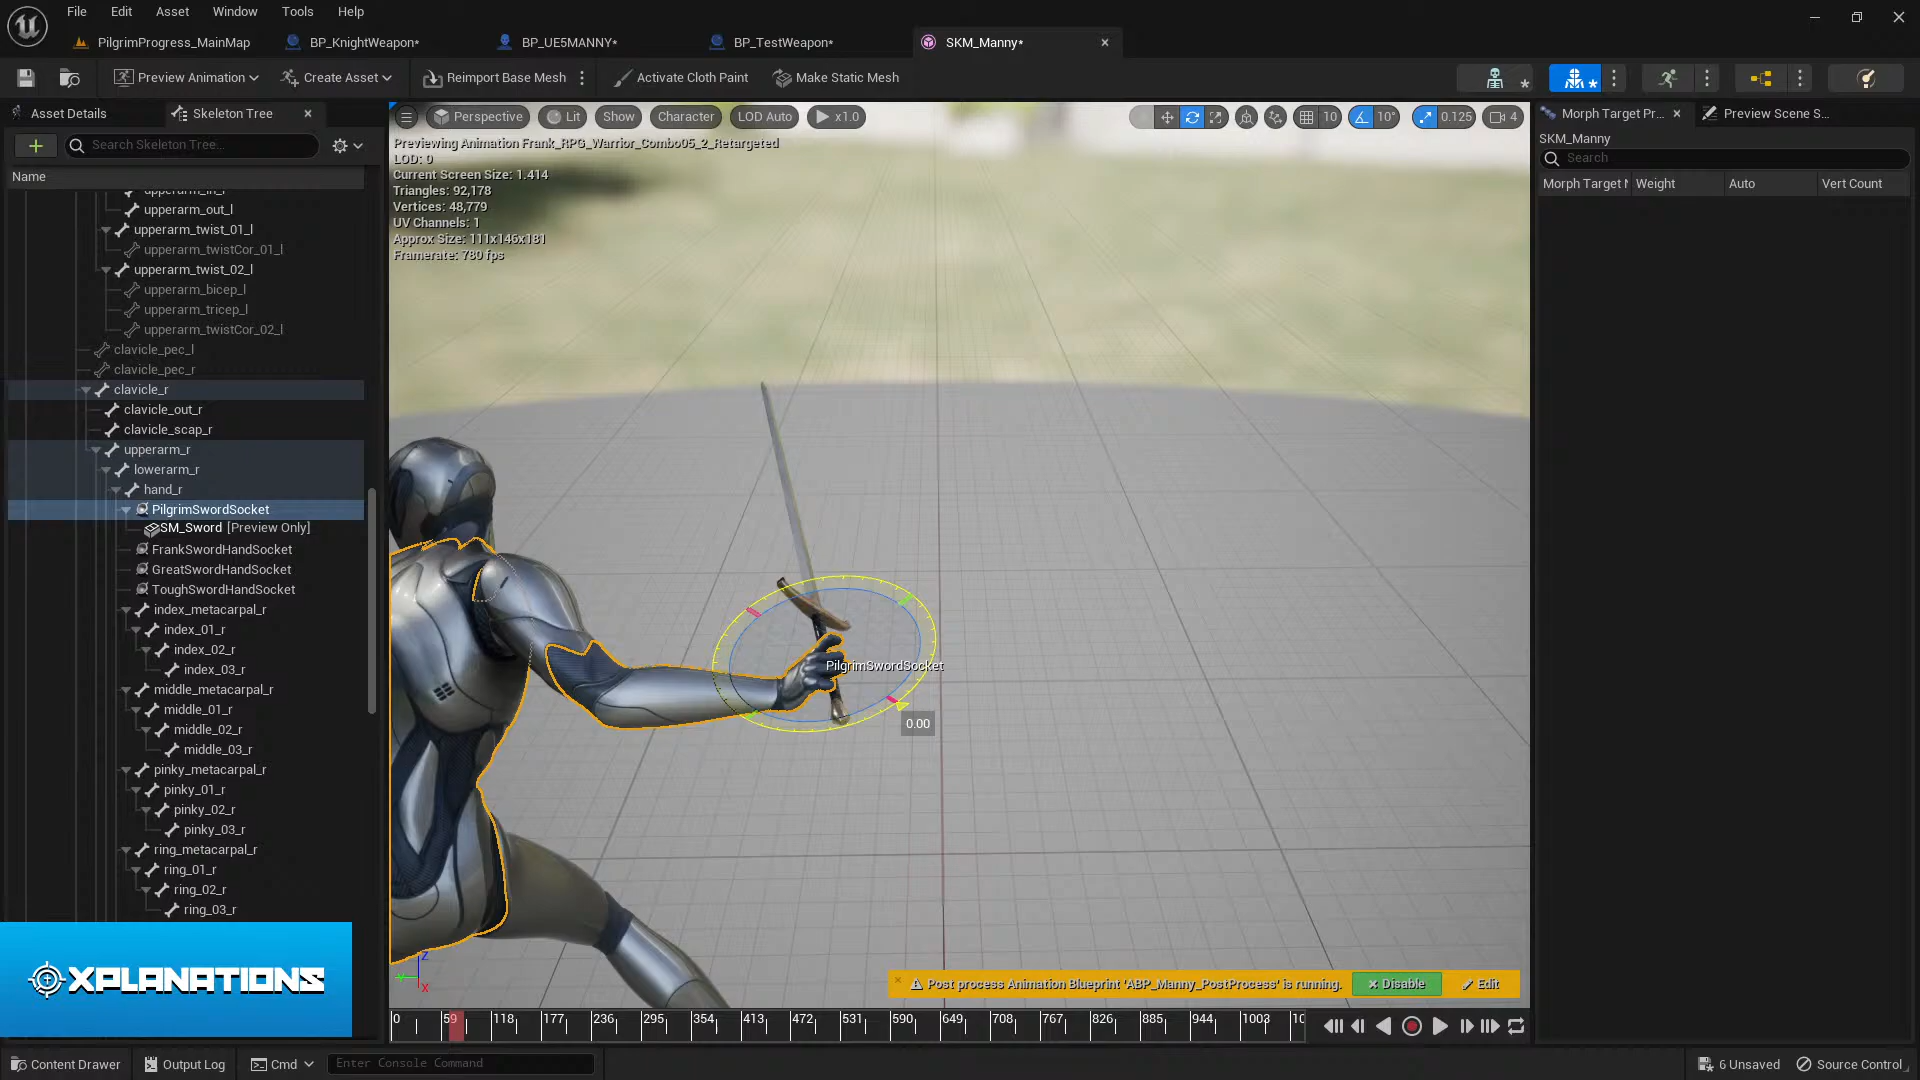 File Edit Asset Window Tools Help
PilgrimProgress_MainMap BP_KnightWeapon* BP_UE5MANNY* BP_TestWeapon* SKM_Manny*
Preview Animation Create Asset Reimport Base Mesh Activate Cloth Paint Make Static Mesh
Asset Details Skeleton Tree
Search Skeleton Tree...
Name
upperarm_in_l
upperarm_out_l
upperarm_twist_01_l
upperarm_twistCor_01_l
upperarm_twist_02_l
upperarm_bicep_l
upperarm_tricep_l
upperarm_twistCor_02_l
clavicle_pec_l
clavicle_pec_r
clavicle_r
clavicle_out_r
clavicle_scap_r
upperarm_r
lowerarm_r
hand_r
PilgrimSwordSocket
SM_Sword [Preview Only]
FrankSwordHandSocket
GreatSwordHandSocket
ToughSwordHandSocket
index_metacarpal_r
index_01_r
index_02_r
index_03_r
middle_metacarpal_r
middle_01_r
middle_02_r
middle_03_r
pinky_metacarpal_r
pinky_01_r
pinky_02_r
pinky_03_r
ring_metacarpal_r
ring_01_r
ring_02_r
ring_03_r
XPLANATIONS
Perspective Lit Show Character LOD Auto x1.0 10 10° 0.125 4
Previewing Animation Frank_RPG_Warrior_Combo05_2_Retargeted
LOD: 0
Current Screen Size: 1.414
Triangles: 92,178
Vertices: 48,779
UV Channels: 1
Approx Size: 111x146x181
Framerate: 780 fps
PilgrimSwordSocket
0.00
Z
Y
X
Post process Animation Blueprint 'ABP_Manny_PostProcess' is running. Disable Edit
0 59 118 177 236 295 354 413 472 531 590 649 708 767 826 885 944 1003 10
Morph Target Pr... Preview Scene S...
SKM_Manny
Search
Morph Target N Weight Auto Vert Count
Content Drawer Output Log Cmd Enter Console Command 6 Unsaved Source Control